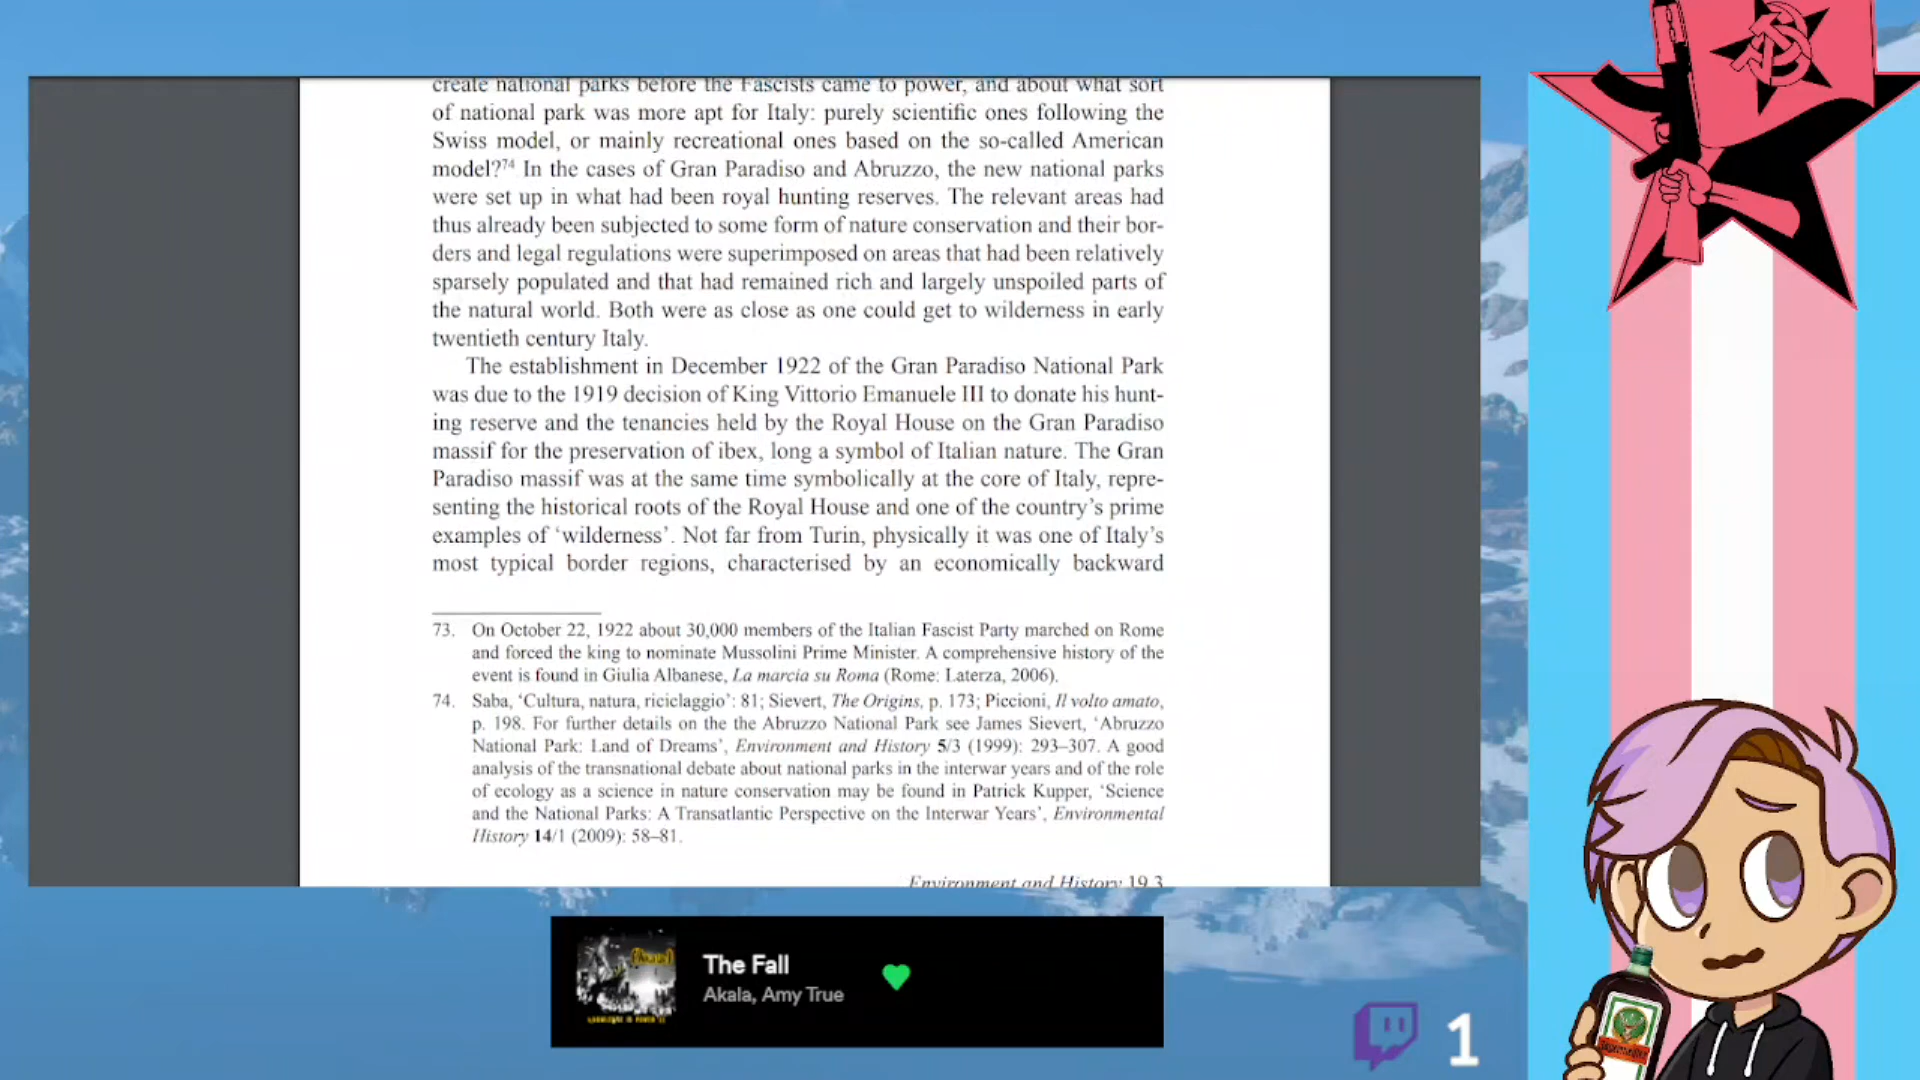 create national parks before the Fascists came to power, and about what sort
of national park was more apt for Italy: purely scientific ones following the
Swiss model, or mainly recreational ones based on the so-called American
model?74 In the cases of Gran Paradiso and Abruzzo, the new national parks
were set up in what had been royal hunting reserves. The relevant areas had
thus already been subjected to some form of nature conservation and their bor-
ders and legal regulations were superimposed on areas that had been relatively
sparsely populated and that had remained rich and largely unspoiled parts of
the natural world. Both were as close as one could get to wilderness in early
twentieth century Italy.
The establishment in December 1922 of the Gran Paradiso National Park
was due to the 1919 decision of King Vittorio Emanuele III to donate his hunt-
ing reserve and the tenancies held by the Royal House on the Gran Paradiso
massif for the preservation of ibex, long a symbol of Italian nature. The Gran
Paradiso massif was at the same time symbolically at the core of Italy, repre-
senting the historical roots of the Royal House and one of the country's prime
examples of 'wilderness'. Not far from Turin, physically it was one of Italy's
most typical border regions, characterised by an economically backward
73. On October 22, 1922 about 30,000 members of the Italian Fascist Party marched on Rome
and forced the king to nominate Mussolini Prime Minister. A comprehensive history of the
event is found in Giulia Albanese, La marcia su Roma (Rome: Laterza, 2006).
74. Saba, 'Cultura, natura, riciclaggio': 81; Sievert, The Origins, p. 173; Piccioni, Il volto amato,
p. 198. For further details on the the Abruzzo National Park see James Sievert, 'Abruzzo
National Park: Land of Dreams', Environment and History 5/3 (1999): 293–307. A good
analysis of the transnational debate about national parks in the interwar years and of the role
of ecology as a science in nature conservation may be found in Patrick Kupper, 'Science
and the National Parks: A Transatlantic Perspective on the Interwar Years', Environmental
History 14/1 (2009): 58–81.
Environment and History 19.3
The Fall
Akala, Amy True
1